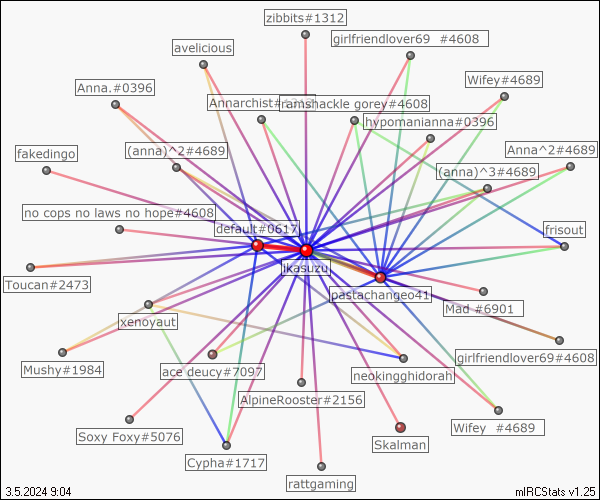 zibbits#1312
girlfriendlover69 #4608
avelicious
Wifey#4689
Anna.#0396
Annarchist#1312
ramshackle gorey#4608
hypomanianna#0396
fakedingo
(anna)^2#4689
Anna^2#4689
(anna)^3#4689
no cops no laws no hope#4608
default#0617
frisout
ikasuzu
Toucan#2473
pastachangeo41
Mad #6901
xenoyaut
girlfriendlover69#4608
Mushy#1984
ace deucy#7097
neokingghidorah
AlpineRooster#2156
Wifey #4689
Soxy Foxy#5076
Skalman
Cypha#1717
rattgaming
3.5.2024 9:04
mIRCStats v1.25